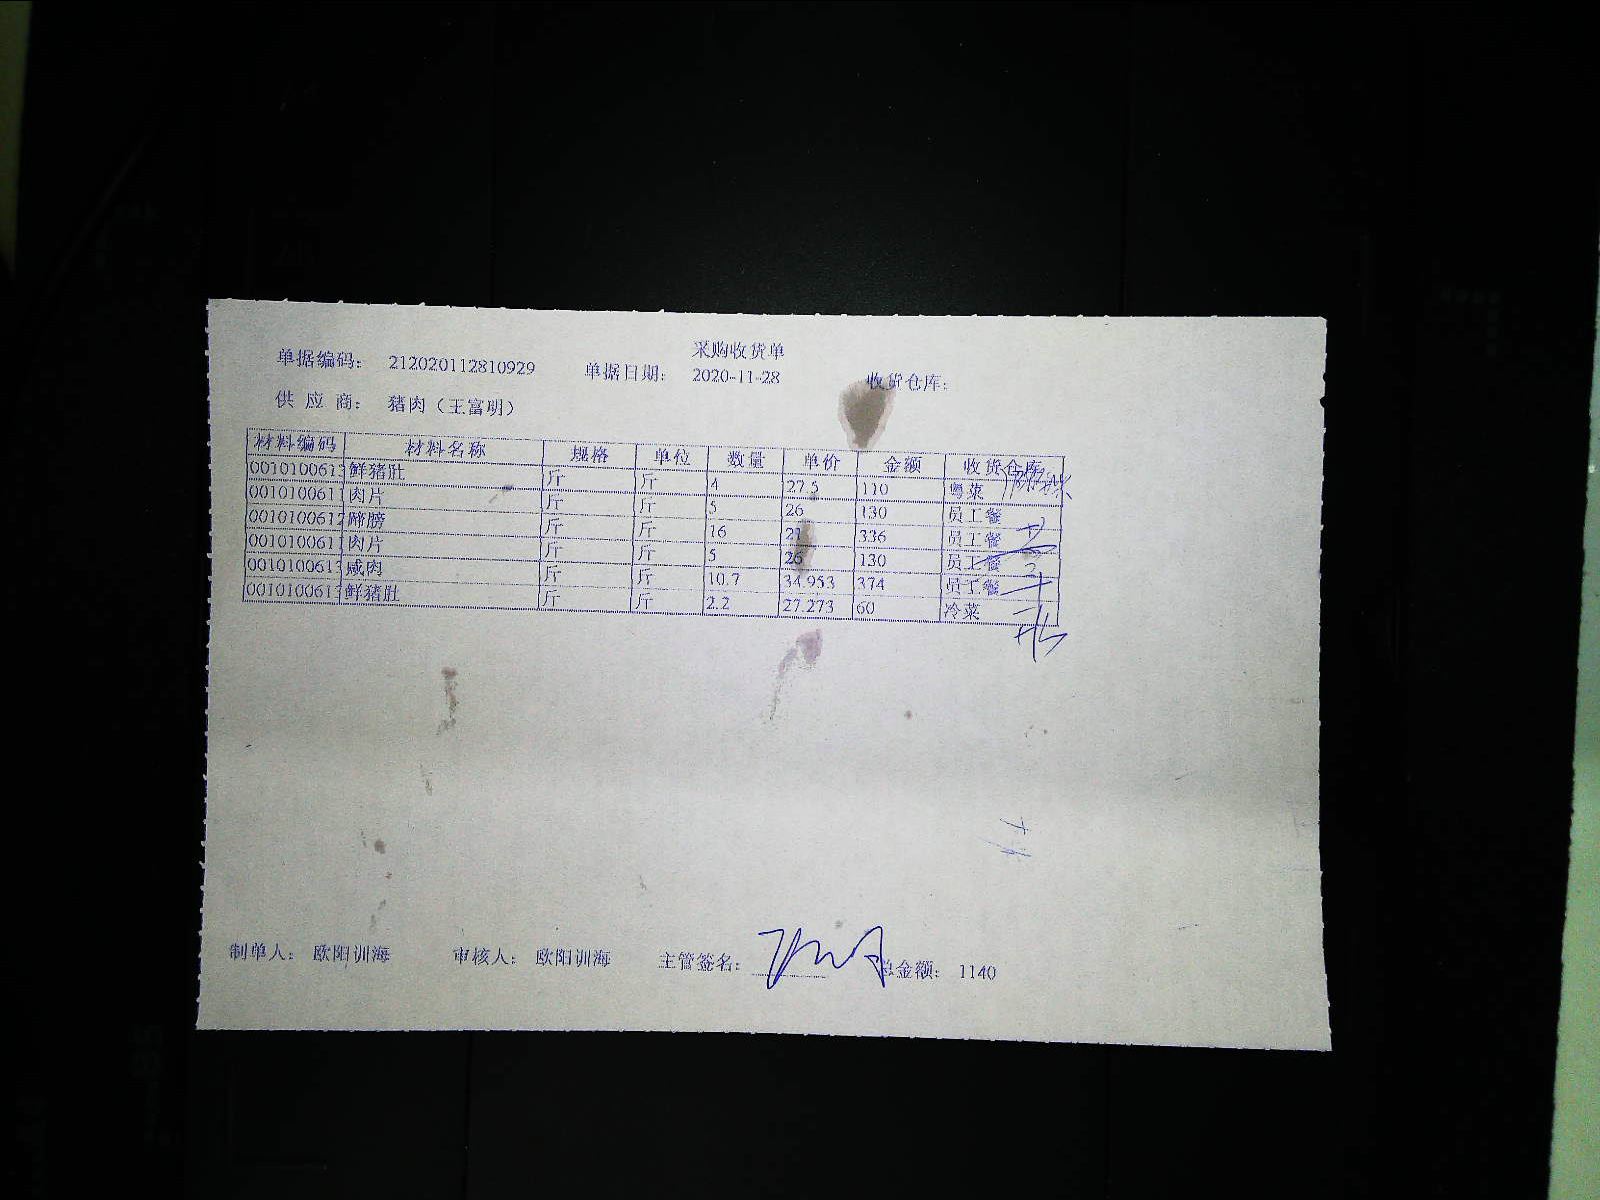 采购收货单
单据编码： 212020112810929 单据日期： 2020-11-28 收货仓库：
供 应 商： 猪肉（王富明）
材料编码 材料名称 规格 单位 数量 单价 金额 收货仓库
001010061 鲜猪肚 斤 斤 4 27.5 110 粤菜
0010100611 肉片 斤 斤 5 26 130 员工餐
0010100612 蹄膀 斤 斤 16 21 336 员工餐
0010100611 肉片 斤 斤 5 26 130 员工餐
001010061 咸肉 斤 斤 10.7 34.953 374 员工餐
001010061 鲜猪肚 斤 斤 2.2 27.273 60 冷菜
制单人： 欧阳训海 审核人： 欧阳训海 主管签名： 总金额： 1140